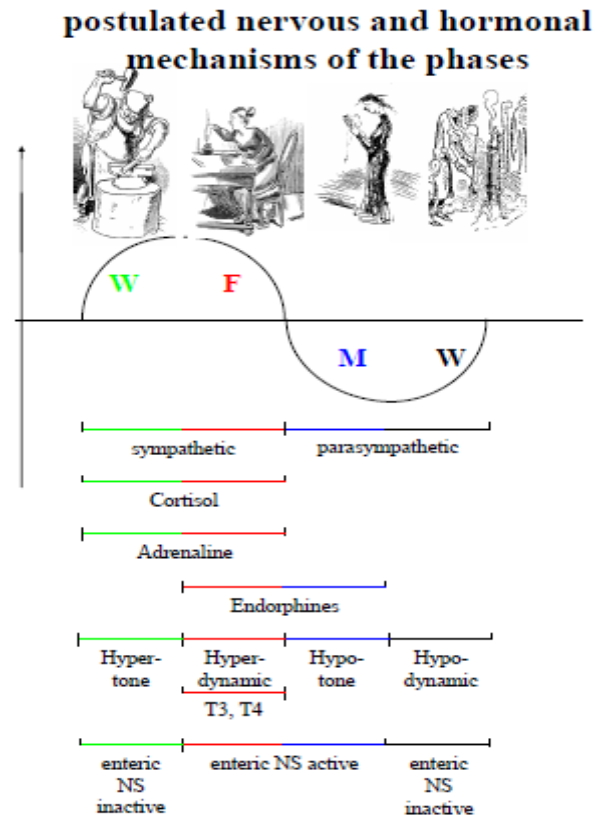 postulated nervous and hormonal
mechanisms of the phases
W F
M W
sympathetic parasympathetic
Cortisol
Adrenaline
Endorphines
Hyper- Hyper- Hypo- Hypo-
tone dynamic tone dynamic
T3, T4
enteric enteric NS active enteric
NS NS
inactive inactive